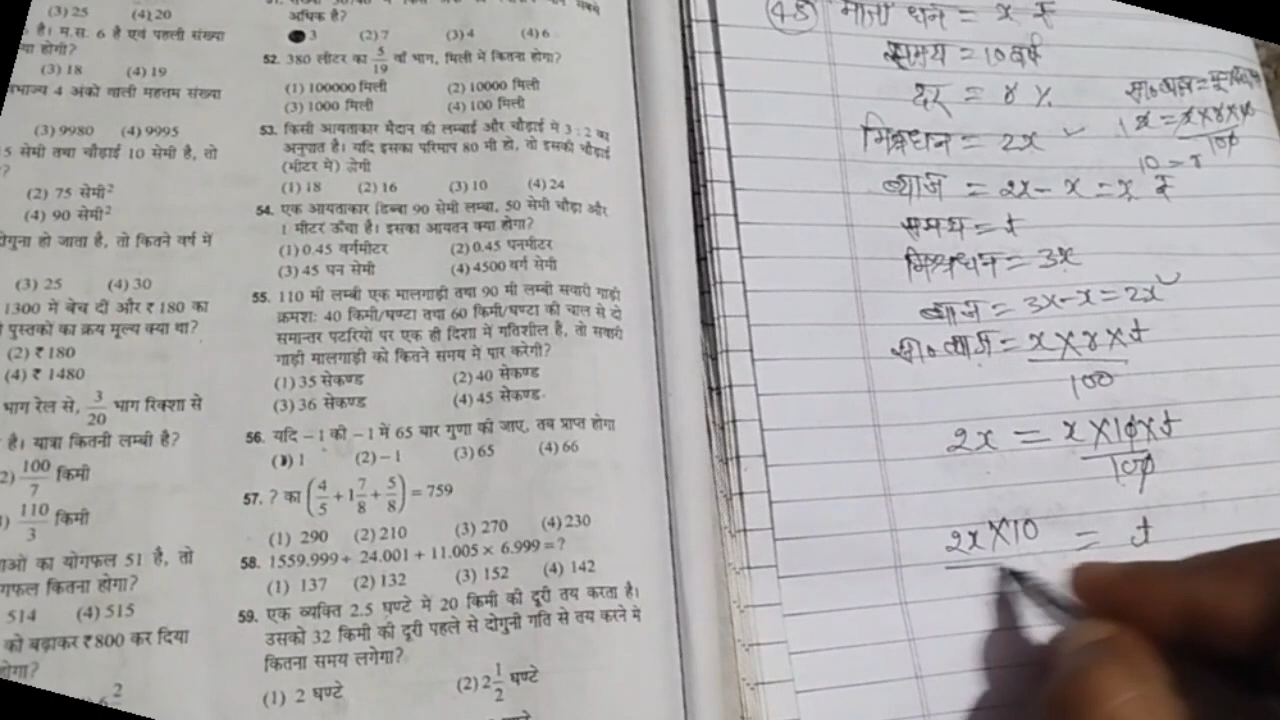 (3) 25 (4) 20
है। म.स. 6 है एवं पहली संख्या
होगी?
(3) 18 (4) 19
4 अंकों वाली महत्तम संख्या
(3) 9980 (4) 9995
5 सेमी तथा चौड़ाई 10 सेमी है, तो
?
(2) 75 सेमी²
(4) 90 सेमी²
हो जाता है, तो कितने वर्ष में
(3) 25 (4) 30
1300 में बेच दीं और ₹ 180 का
पुस्तकों का क्रय मूल्य क्या था?
(2) ₹ 180
(4) ₹ 1480
भाग रेल से, 3/20 भाग रिक्शा से
है। यात्रा कितनी लम्बी है?
2) 100/7 किमी
) 110/3 किमी
का योगफल 51 है, तो
कितना होगा?
514 (4) 515
को बढ़ाकर ₹ 800 कर दिया
होगा?
6 2
अधिक है?
3 (2) 7 (3) 4 (4) 6
52. 380 लीटर का 5/19 वाँ भाग, मिली में कितना होगा?
(1) 100000 मिली (2) 10000 मिली
(3) 1000 मिली (4) 100 मिली
53. किसी आयताकार मैदान की लम्बाई और चौड़ाई में 3 : 2 का
अनुपात है। यदि इसका परिमाप 80 मी हो, तो इसकी चौड़ाई
(मीटर में) होगी
(1) 18 (2) 16 (3) 10 (4) 24
54. एक आयताकार डिब्बा 90 सेमी लम्बा, 50 सेमी चौड़ा और
1 मीटर ऊँचा है। इसका आयतन क्या होगा?
(1) 0.45 वर्गमीटर (2) 0.45 घनमीटर
(3) 45 घन सेमी (4) 4500 वर्ग सेमी
55. 110 मी लम्बी एक मालगाड़ी तथा 90 मी लम्बी सवारी गाड़ी
क्रमशः 40 किमी/घण्टा तथा 60 किमी/घण्टा की चाल से दो
समान्तर पटरियों पर एक ही दिशा में गतिशील है, तो सवारी
गाड़ी मालगाड़ी को कितने समय में पार करेगी?
(1) 35 सेकण्ड (2) 40 सेकण्ड
(3) 36 सेकण्ड (4) 45 सेकण्ड
56. यदि – 1 को – 1 में 65 बार गुणा की जाए, तब प्राप्त होगा
(1) 1 (2) – 1 (3) 65 (4) 66
57. ? का (4/5 + 1 7/8 + 5/8) = 759
(1) 290 (2) 210 (3) 270 (4) 230
58. 1559.999 + 24.001 + 11.005 × 6.999 = ?
(1) 137 (2) 132 (3) 152 (4) 142
59. एक व्यक्ति 2.5 घण्टे में 20 किमी की दूरी तय करता है।
उसको 32 किमी की दूरी पहले से दोगुनी गति से तय करने में
कितना समय लगेगा?
(1) 2 घण्टे (2) 2 1/2 घण्टे
48 माना धन = x ₹
समय = 10 वर्ष
दर = r %
मिश्रधन = 2x
10 = r
ब्याज = 2x - x = x ₹
समय = t
मिश्रधन = 3x
ब्याज = 3x - x = 2x
सा० ब्याज = x × r × t / 100
2x = x × 10 × t / 100
2x × 10 = t